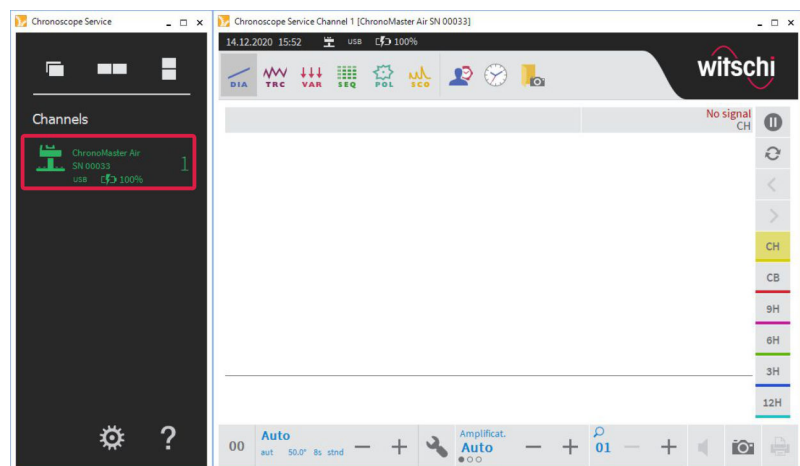 Chronoscope Service
Channels
ChronoMaster Air
SN 00033
USB 100%
1
?
Chronoscope Service Channel 1 [ChronoMaster Air SN 00033]
14.12.2020 15:52 USB 100%
DIA TRC VAR SEQ POL SCO
witschi
No signal
CH
CH
CB
9H
6H
3H
12H
00
Auto
aut 50.0° 8s stnd
Amplificat.
Auto
01